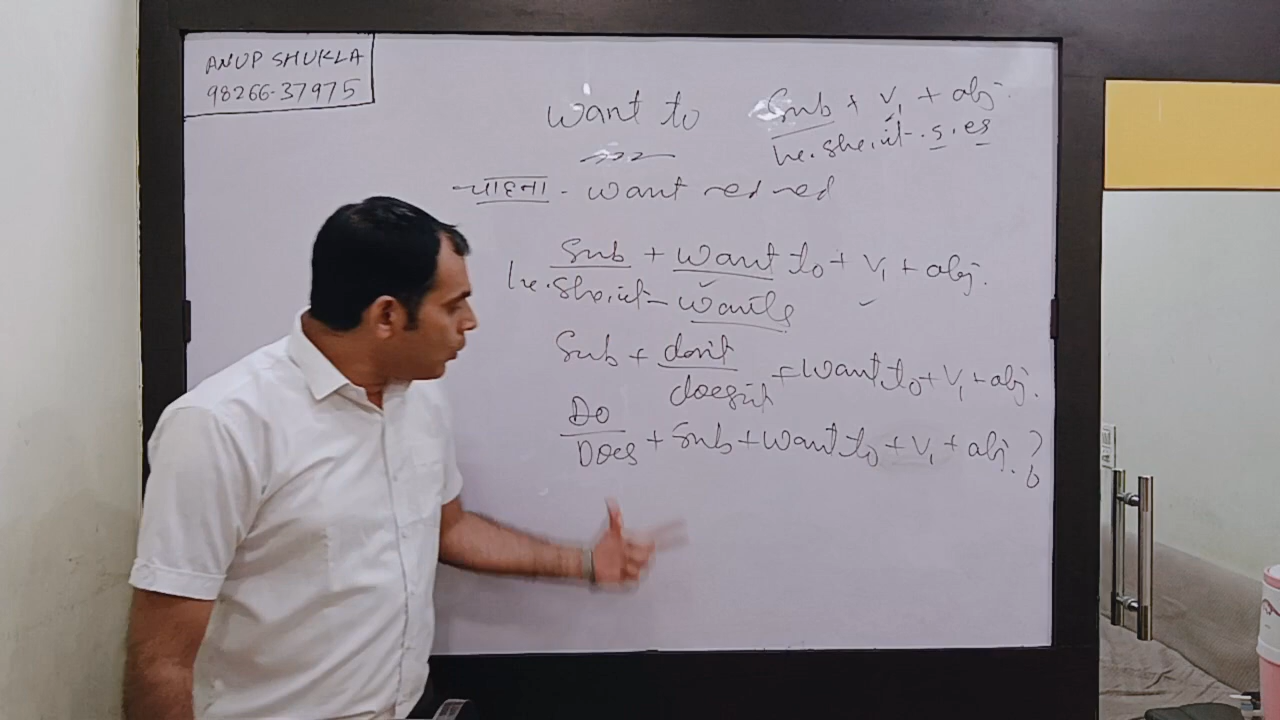 ANUP SHUKLA
98266-37975
want to
Sub + V₁ + obj.
he. she. it - . s . es
चाहना - want ed ed
Sub + want to + V₁ + obj.
he. she. it - wants
Sub + don't / doesn't + want to + V₁ + obj.
Do / Does + Sub + want to + V₁ + obj. ?